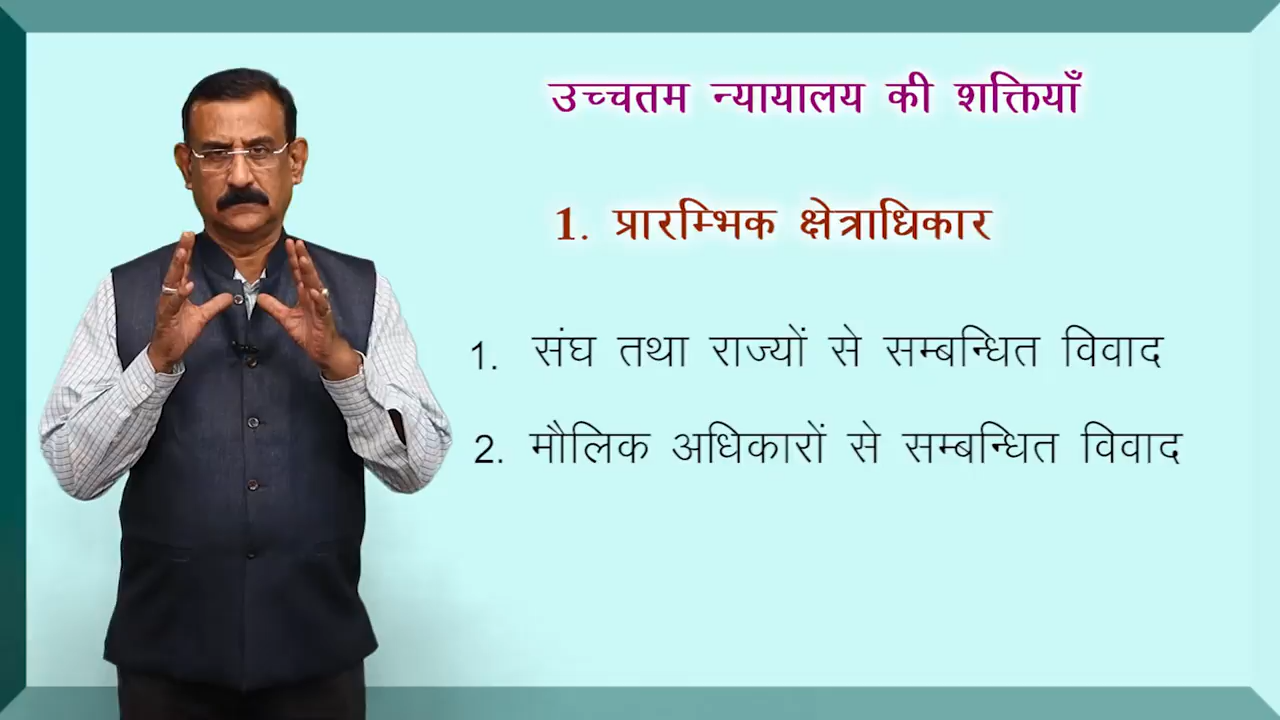 उच्चतम न्यायालय की शक्तियाँ
1. प्रारम्भिक क्षेत्राधिकार
1. संघ तथा राज्यों से सम्बन्धित विवाद
2. मौलिक अधिकारों से सम्बन्धित विवाद